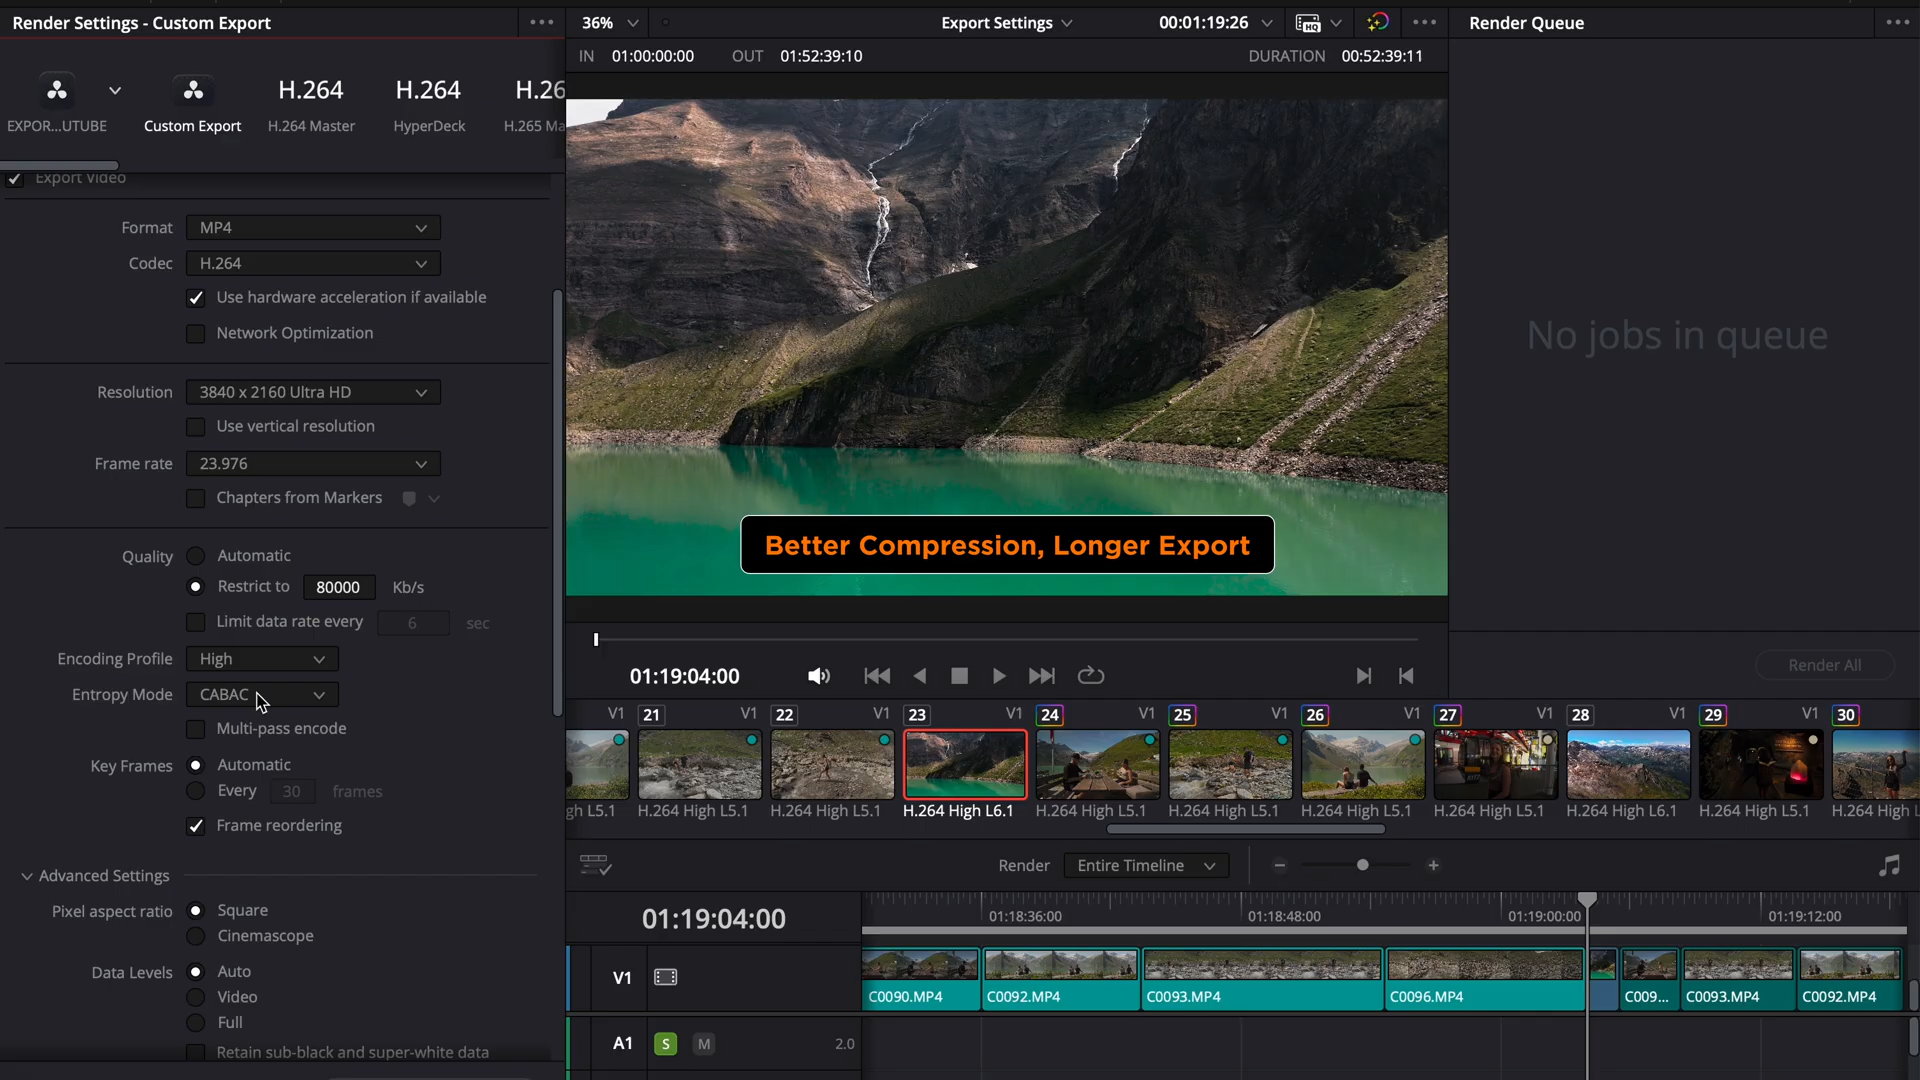 Render Settings - Custom Export
36%
Export Settings
00:01:19:26
HQ
Render Queue
IN 01:00:00:00 OUT 01:52:39:10
DURATION 00:52:39:11
EXPOR...UTUBE
Custom Export
H.264
H.264 Master
H.264
HyperDeck
H.26
H.265 Ma
Export Video
Format MP4
Codec H.264
Use hardware acceleration if available
Network Optimization
Resolution 3840 x 2160 Ultra HD
Use vertical resolution
Frame rate 23.976
Chapters from Markers
Quality Automatic
Restrict to 80000 Kb/s
Limit data rate every 6 sec
Encoding Profile High
Entropy Mode CABAC
Multi-pass encode
Key Frames Automatic
Every 30 frames
Frame reordering
Advanced Settings
Pixel aspect ratio Square
Cinemascope
Data Levels Auto
Video
Full
Retain sub-black and super-white data
Better Compression, Longer Export
No jobs in queue
Render All
01:19:04:00
V1 21 V1 22 V1 23 V1 24 V1 25 V1 26 V1 27 V1 28 V1 29 V1 30
gh L5.1 H.264 High L5.1 H.264 High L5.1 H.264 High L6.1 H.264 High L5.1 H.264 High L5.1 H.264 High L5.1 H.264 High L5.1 H.264 High L6.1 H.264 High L5.1 H.264 High L
Render Entire Timeline
01:19:04:00
01:18:36:00 01:18:48:00 01:19:00:00 01:19:12:00
V1
C0090.MP4 C0092.MP4 C0093.MP4 C0096.MP4 C009... C0093.MP4 C0092.MP4
A1 S M 2.0